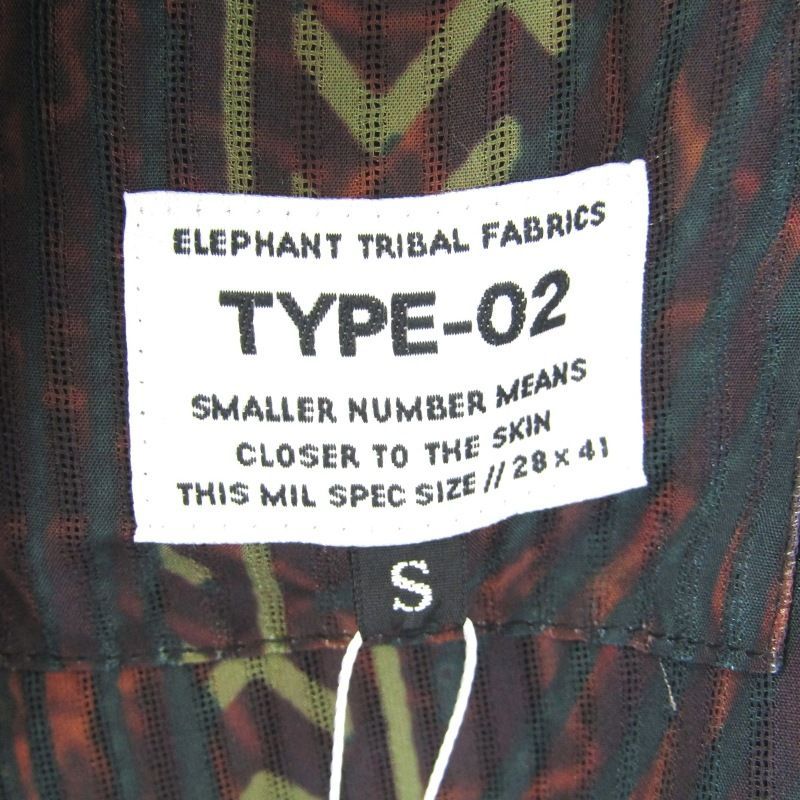 ELEPHANT TRIBAL FABRICS
TYPE-02
SMALLER NUMBER MEANS
CLOSER TO THE SKIN
THIS MIL SPEC SIZE // 28 x 41
S